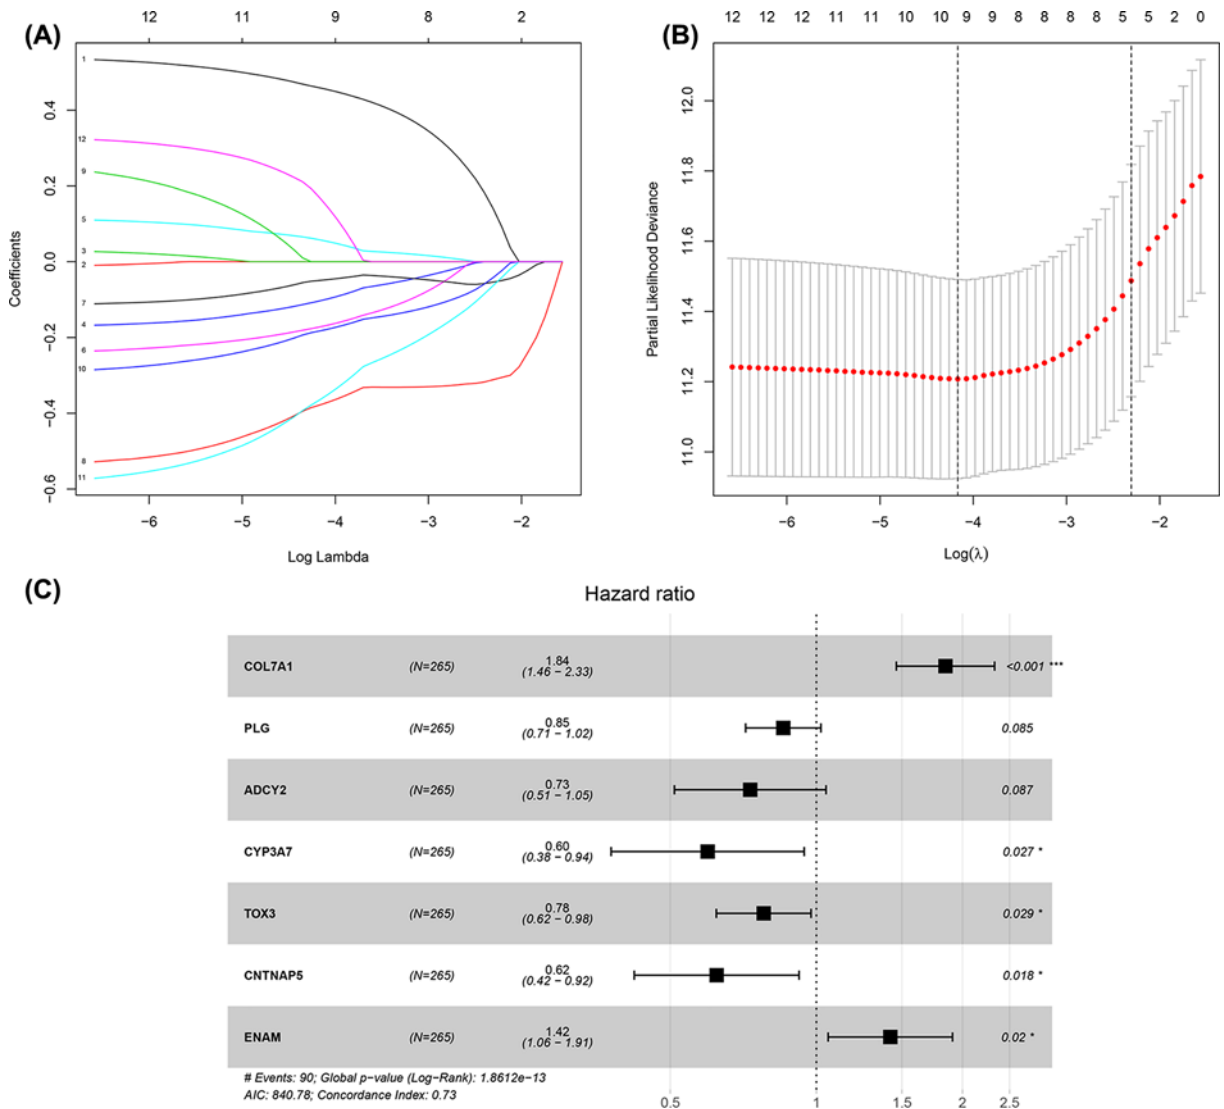 (A)
12 11 9 8 2
Coefficients
0.4
0.2
0.0
−0.2
−0.4
−0.6
1
12
9
5
3
2
7
4
6
10
8
11
−6 −5 −4 −3 −2
Log Lambda
(B)
12 12 12 11 11 10 10 9 9 8 8 8 8 5 5 2 0
Partial Likelihood Deviance
12.0
11.8
11.6
11.4
11.2
11.0
−6 −5 −4 −3 −2
Log(λ)
(C)
Hazard ratio
COL7A1 (N=265) 1.84 (1.46 − 2.33) <0.001 ***
PLG (N=265) 0.85 (0.71 − 1.02) 0.085
ADCY2 (N=265) 0.73 (0.51 − 1.05) 0.087
CYP3A7 (N=265) 0.60 (0.38 − 0.94) 0.027 *
TOX3 (N=265) 0.78 (0.62 − 0.98) 0.029 *
CNTNAP5 (N=265) 0.62 (0.42 − 0.92) 0.018 *
ENAM (N=265) 1.42 (1.06 − 1.91) 0.02 *
# Events: 90; Global p−value (Log−Rank): 1.8612e−13
AIC: 840.78; Concordance Index: 0.73
0.5 1 1.5 2 2.5